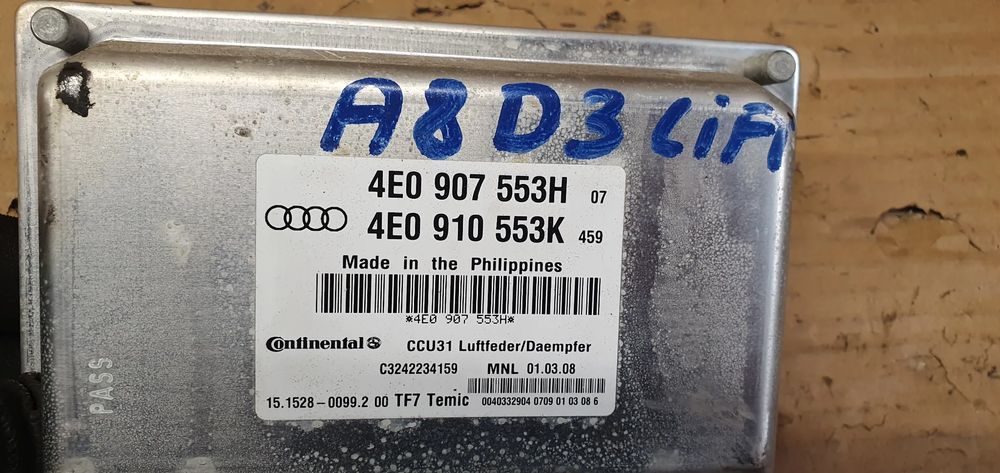 A8 D3 LiFi
4E0 907 553H 07
4E0 910 553K 459
Made in the Philippines
*4E0 907 553H*
Continental CCU31 Luftfeder/Daempfer
C3242234159 MNL 01.03.08
15.1528-0099.2 00 TF7 Temic 0040332904 0709 01 03 08 6
PASS